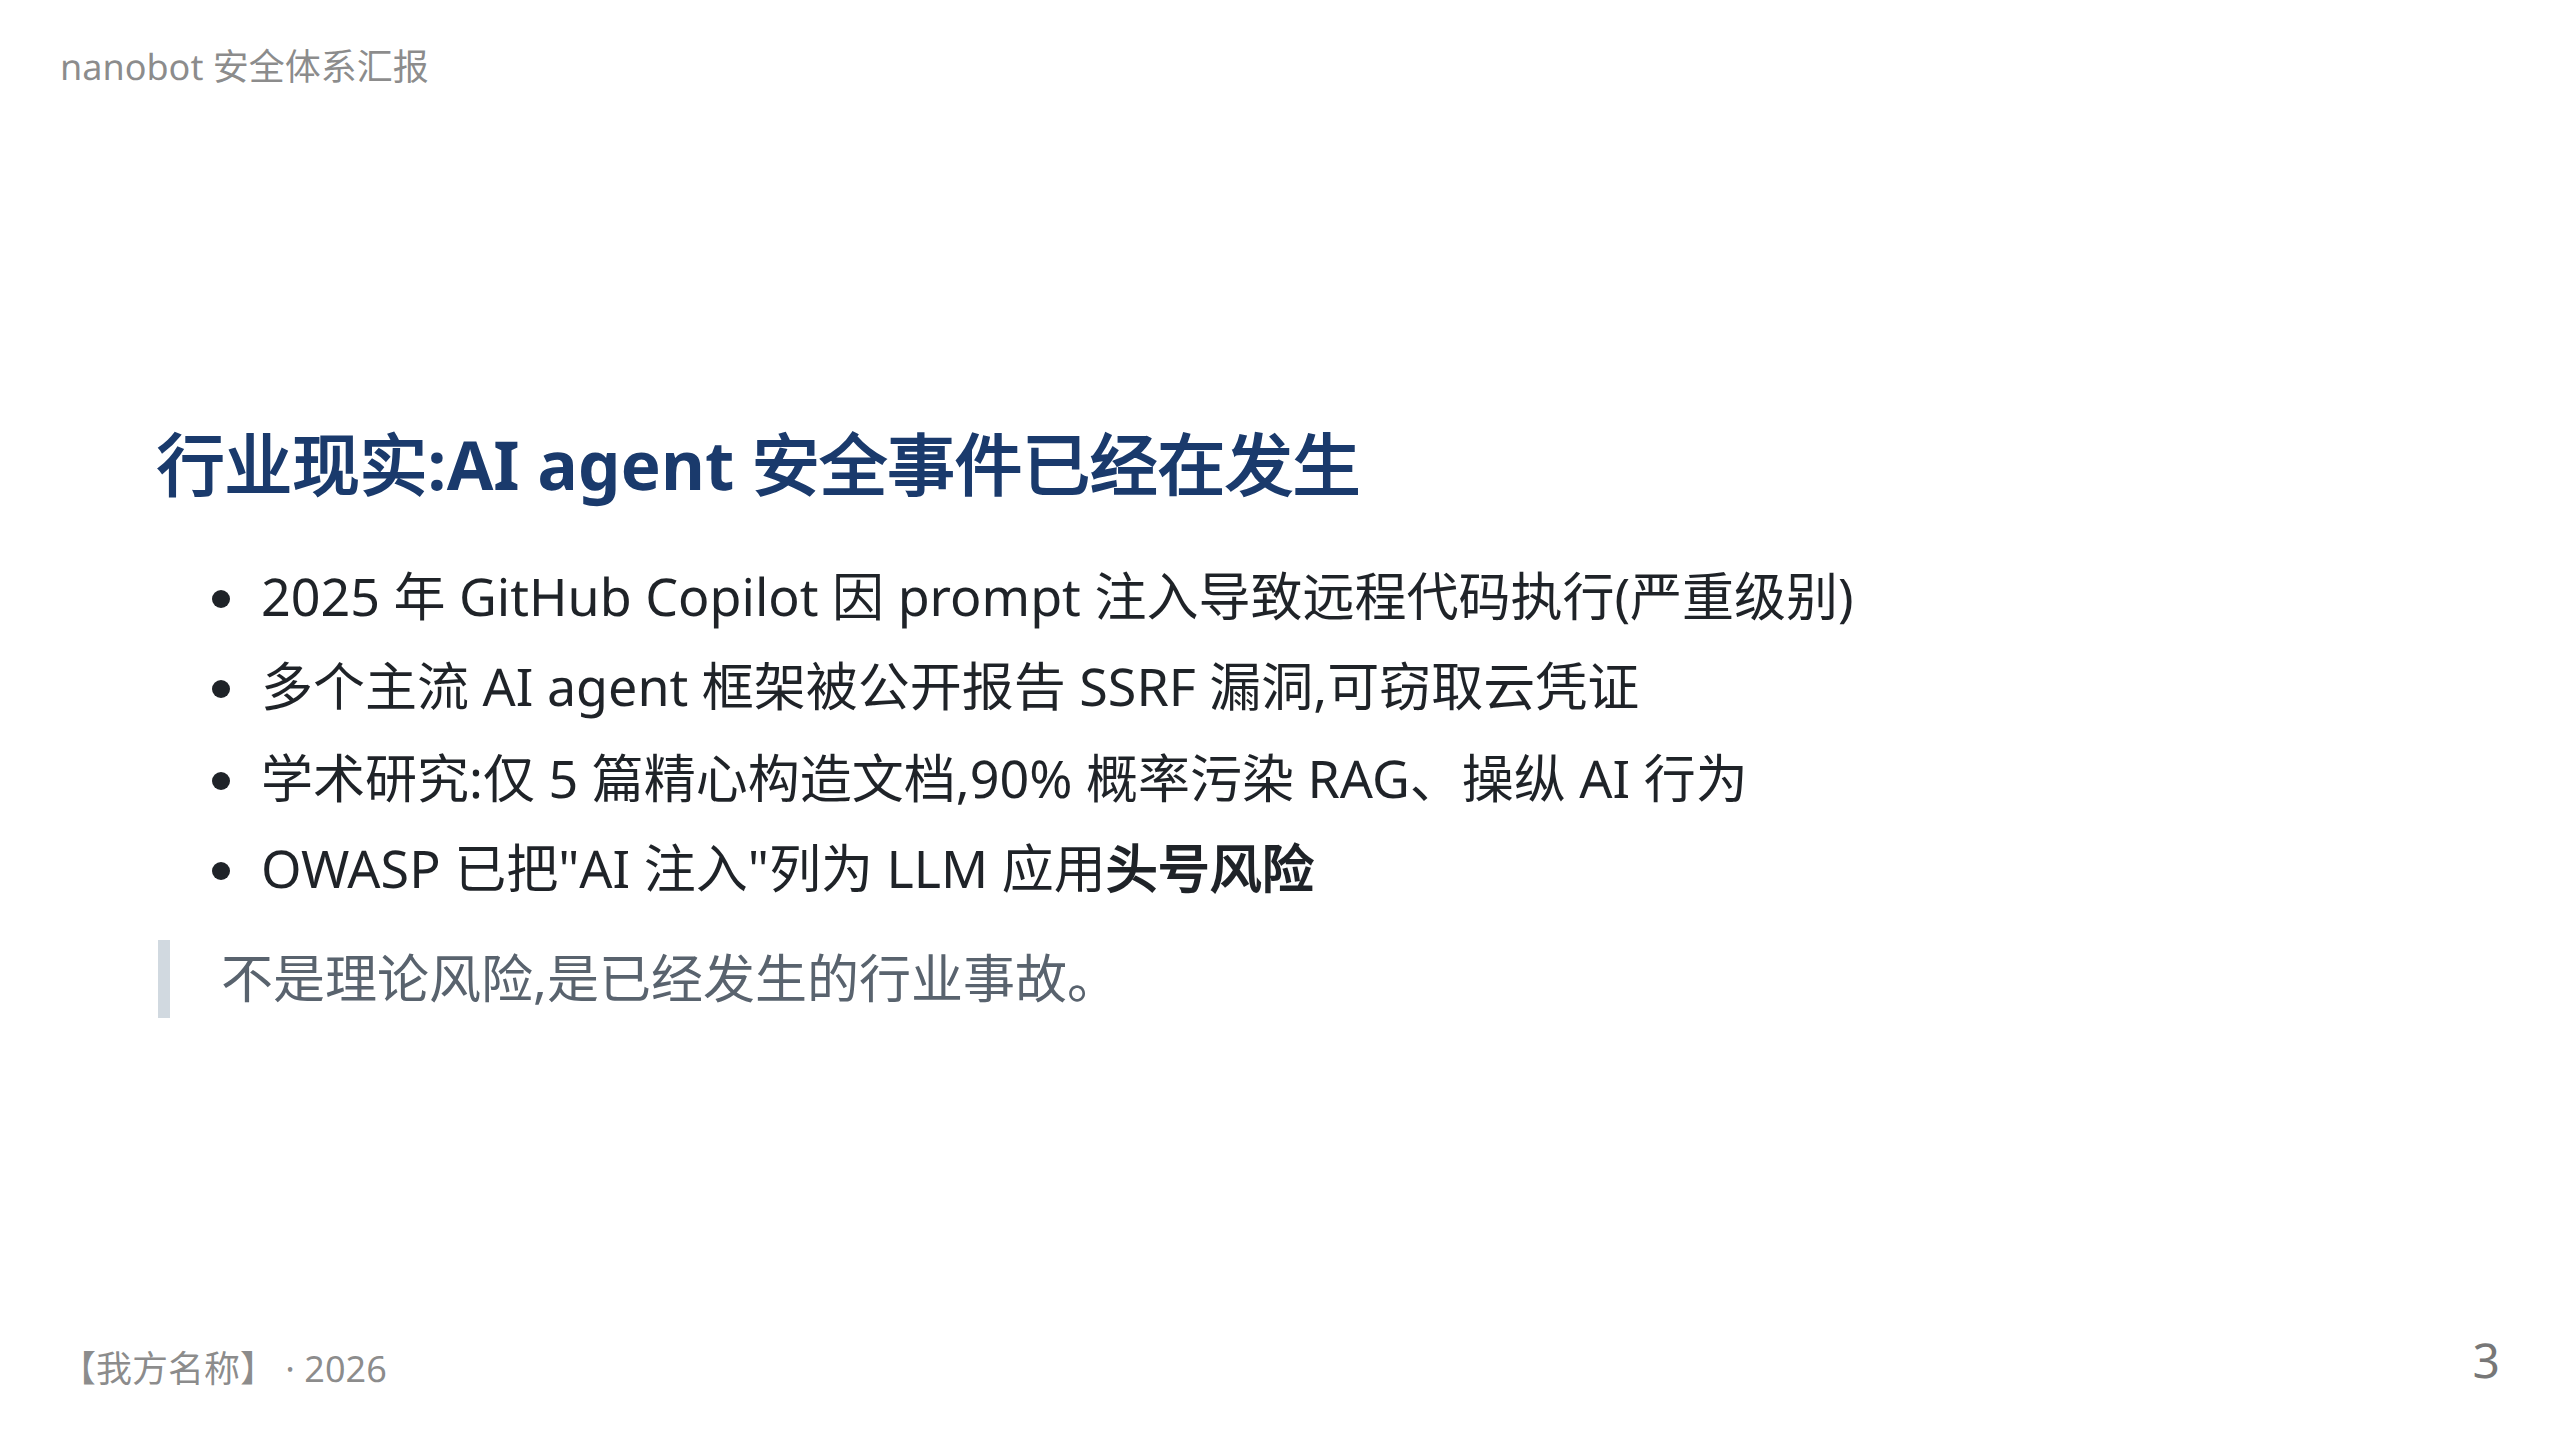 nanobot 安全体系汇报
行业现实:AI agent 安全事件已经在发生
• 2025 年 GitHub Copilot 因 prompt 注入导致远程代码执行(严重级别)
• 多个主流 AI agent 框架被公开报告 SSRF 漏洞,可窃取云凭证
• 学术研究:仅 5 篇精心构造文档,90% 概率污染 RAG、操纵 AI 行为
• OWASP 已把"AI 注入"列为 LLM 应用头号风险
不是理论风险,是已经发生的行业事故。
【我方名称】 · 2026
3